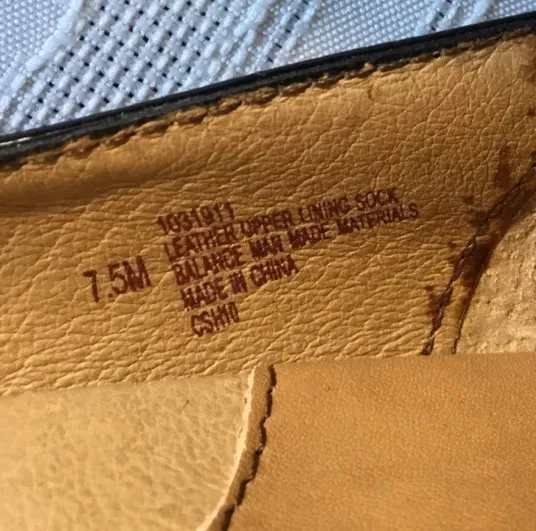 1031911
LEATHER UPPER LINING SOCK
BALANCE MAN MADE MATERIALS
7.5M
MADE IN CHINA
CSH10